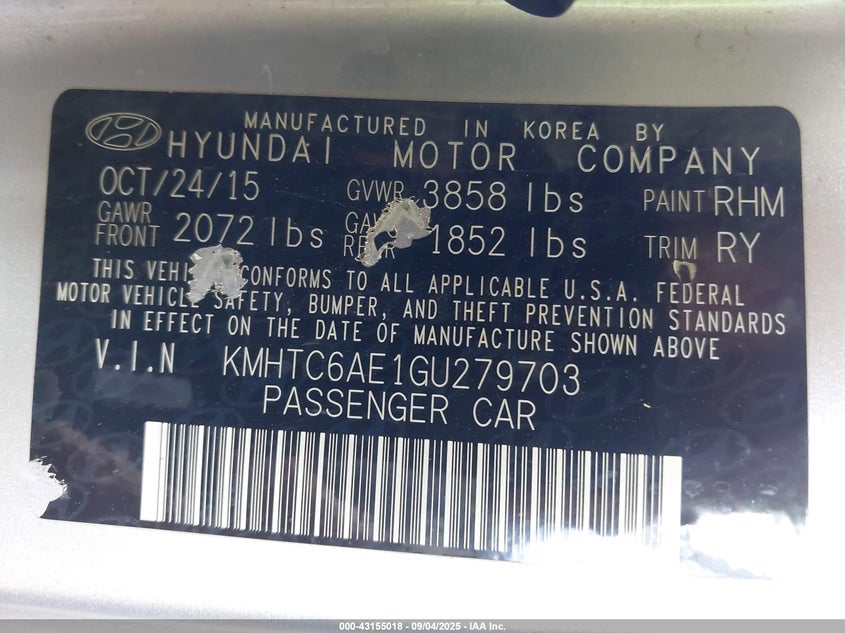 MANUFACTURED IN KOREA BY
HYUNDAI MOTOR COMPANY
OCT/24/15 GVWR 3858 lbs PAINT RHM
GAWR FRONT 2072 lbs 1852 lbs TRIM RY
THIS CONFORMS TO ALL APPLICABLE U.S.A. FEDERAL
MOTOR VEHICLE SAFETY, BUMPER, AND THEFT PREVENTION STANDARDS
IN EFFECT ON THE DATE OF MANUFACTURE SHOWN ABOVE
V.I.N KMHTC6AE1GU279703
PASSENGER CAR
000-43155018 - 09/04/2025 - IAA Inc.